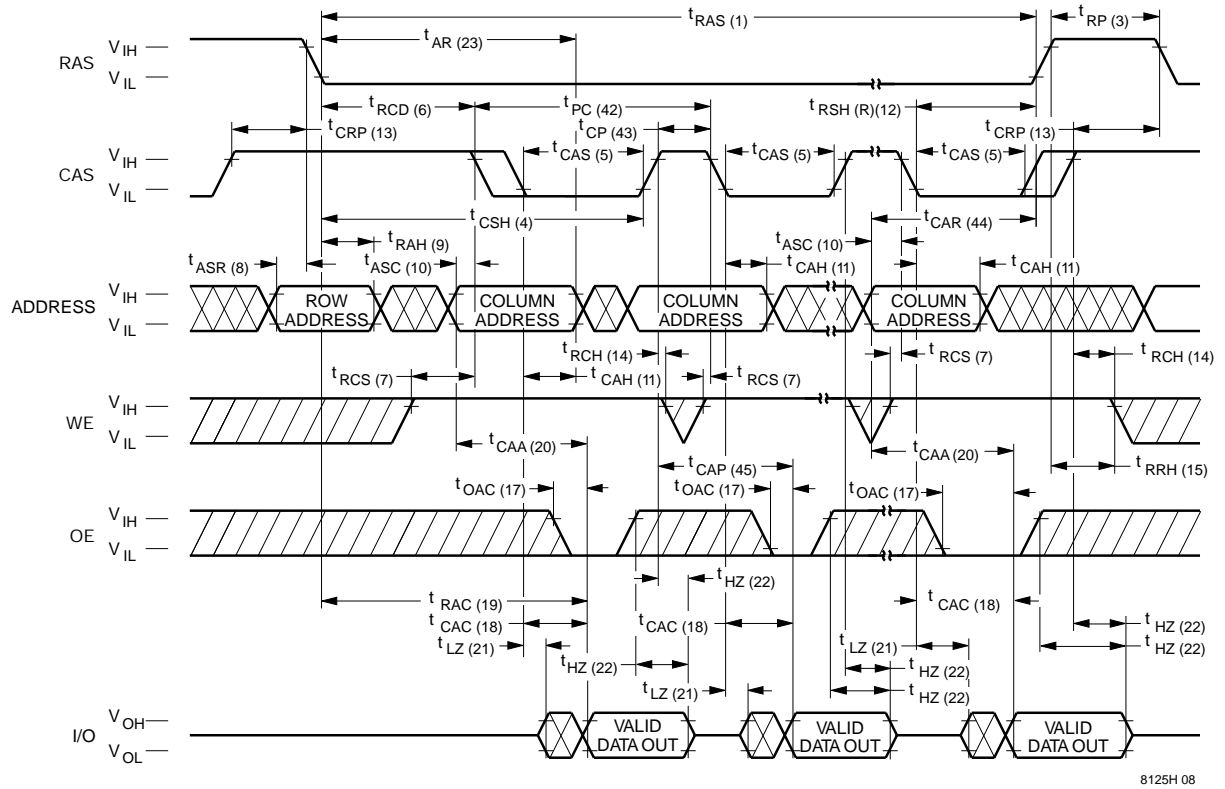 t RAS (1)
t RP (3)
t AR (23)
RAS
V IH
V IL
t RCD (6)
t PC (42)
t RSH (R)(12)
t CRP (13)
t CP (43)
t CRP (13)
CAS
V IH
V IL
t CAS (5)
t CAS (5)
t CAS (5)
t CSH (4)
t CAR (44)
t RAH (9)
t ASC (10)
t ASR (8)
t ASC (10)
t CAH (11)
t CAH (11)
ADDRESS
V IH
V IL
ROW ADDRESS
COLUMN ADDRESS
COLUMN ADDRESS
COLUMN ADDRESS
t RCH (14)
t RCS (7)
t RCH (14)
t RCS (7)
t CAH (11)
t RCS (7)
WE
V IH
V IL
t CAA (20)
t CAA (20)
t CAP (45)
t RRH (15)
t OAC (17)
t OAC (17)
t OAC (17)
OE
V IH
V IL
t HZ (22)
t RAC (19)
t CAC (18)
t CAC (18)
t CAC (18)
t HZ (22)
t LZ (21)
t LZ (21)
t HZ (22)
t HZ (22)
t HZ (22)
t LZ (21)
t HZ (22)
I/O
V OH
V OL
VALID DATA OUT
VALID DATA OUT
VALID DATA OUT
8125H 08